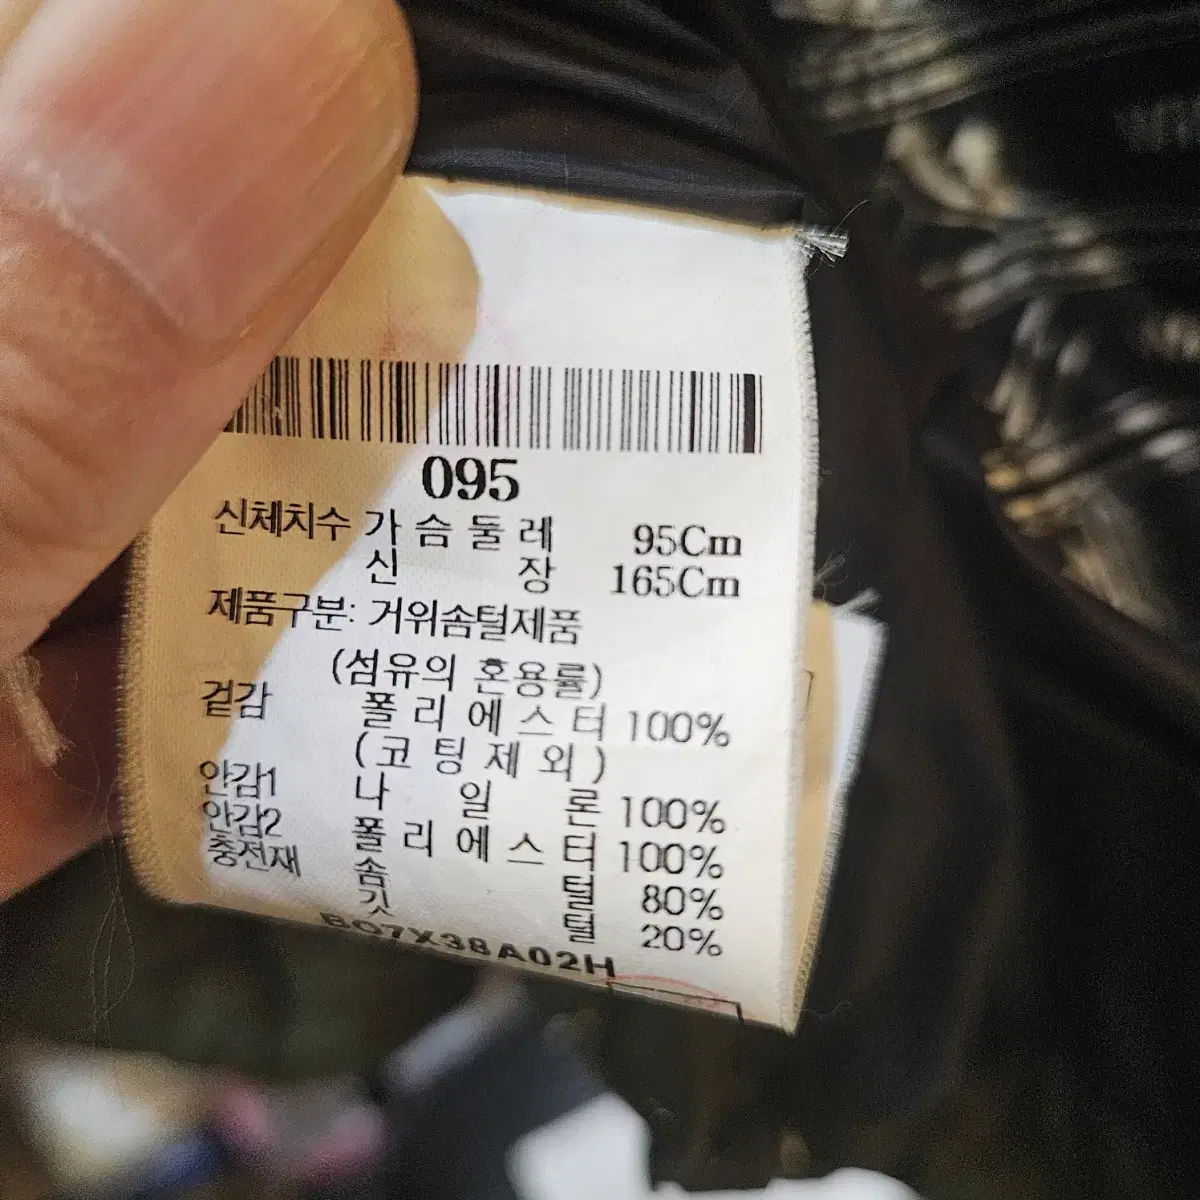 095
신체치수 가슴둘레 95Cm
신장 165Cm
제품구분: 거위솜털제품
(섬유의 혼용률)
겉감 폴리에스터 100%
(코팅제외)
안감1 나일론 100%
안감2 폴리에스터 100%
충전재 솜털 80%
깃털 20%
BO7X38A02H